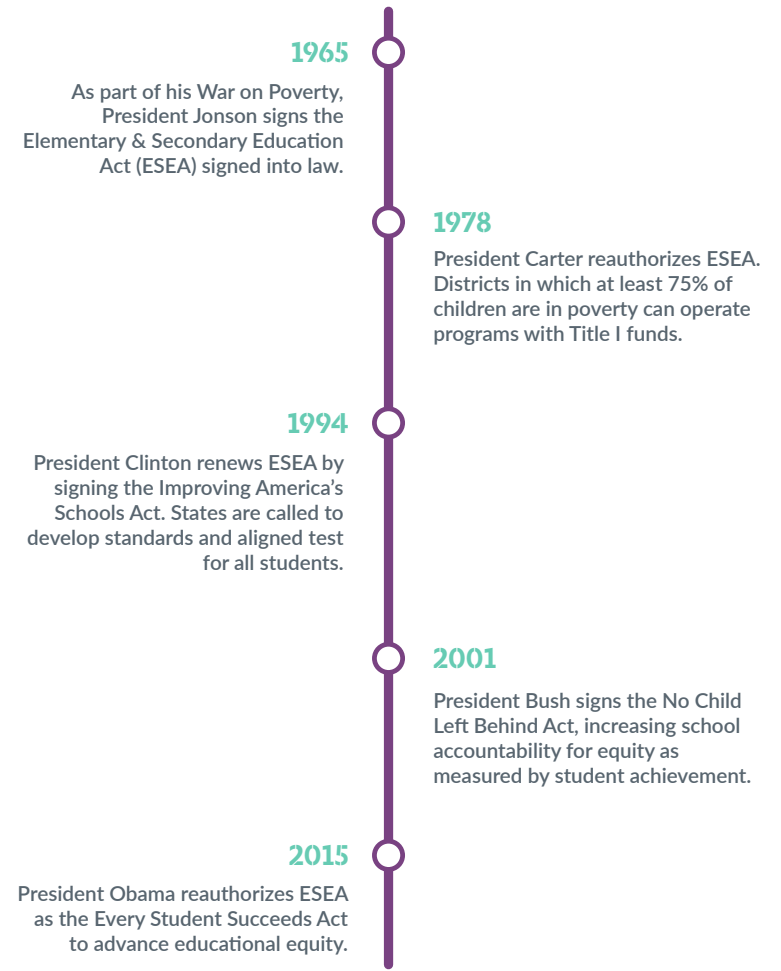 1965
As part of his War on Poverty,
President Jonson signs the
Elementary & Secondary Education
Act (ESEA) signed into law.
1978
President Carter reauthorizes ESEA.
Districts in which at least 75% of
children are in poverty can operate
programs with Title I funds.
1994
President Clinton renews ESEA by
signing the Improving America’s
Schools Act. States are called to
develop standards and aligned test
for all students.
2001
President Bush signs the No Child
Left Behind Act, increasing school
accountability for equity as
measured by student achievement.
2015
President Obama reauthorizes ESEA
as the Every Student Succeeds Act
to advance educational equity.